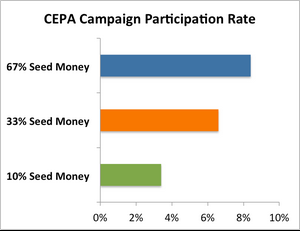 CEPA Campaign Participation Rate
67% Seed Money
33% Seed Money
10% Seed Money
0% 2% 4% 6% 8% 10%